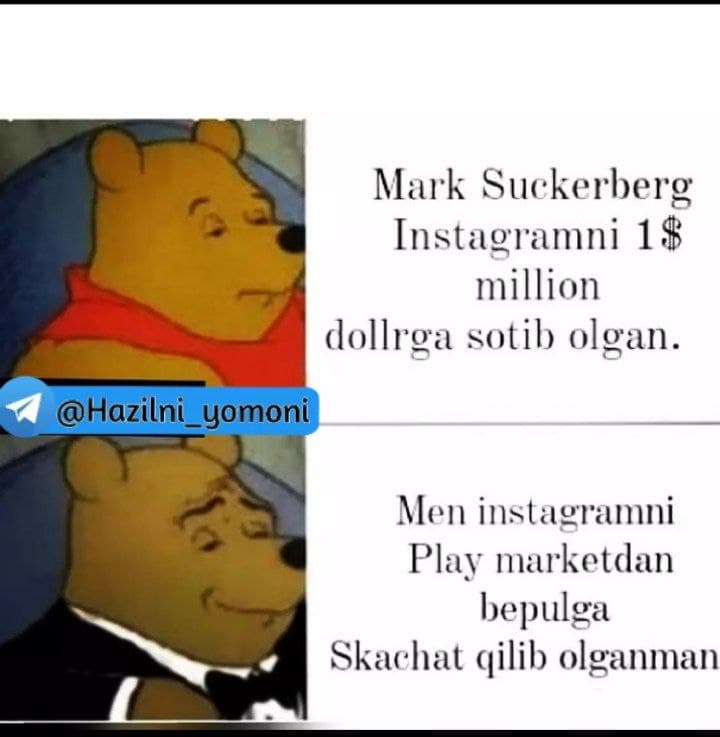 Mark Suckerberg
Instagramni 1$
million
dollrga sotib olgan.
@Hazilni_yomoni
Men instagramni
Play marketdan
bepulga
Skachat qilib olganman